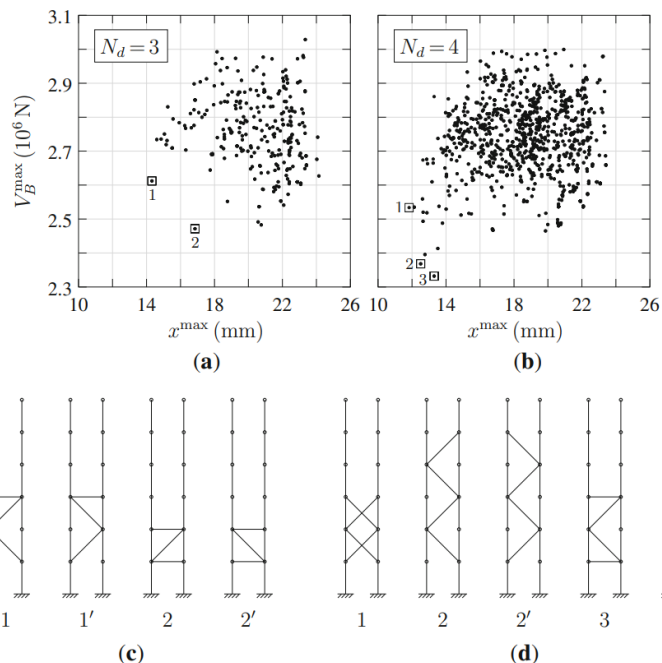 3.1
2.9
2.7
2.5
2.3
V_B^max (10^6 N)
N_d = 3
1
2
10 14 18 22 26
x^max (mm)
(a)
N_d = 4
1
2
3
10 14 18 22 26
x^max (mm)
(b)
1 1′ 2 2′
(c)
1 2 2′ 3
(d)